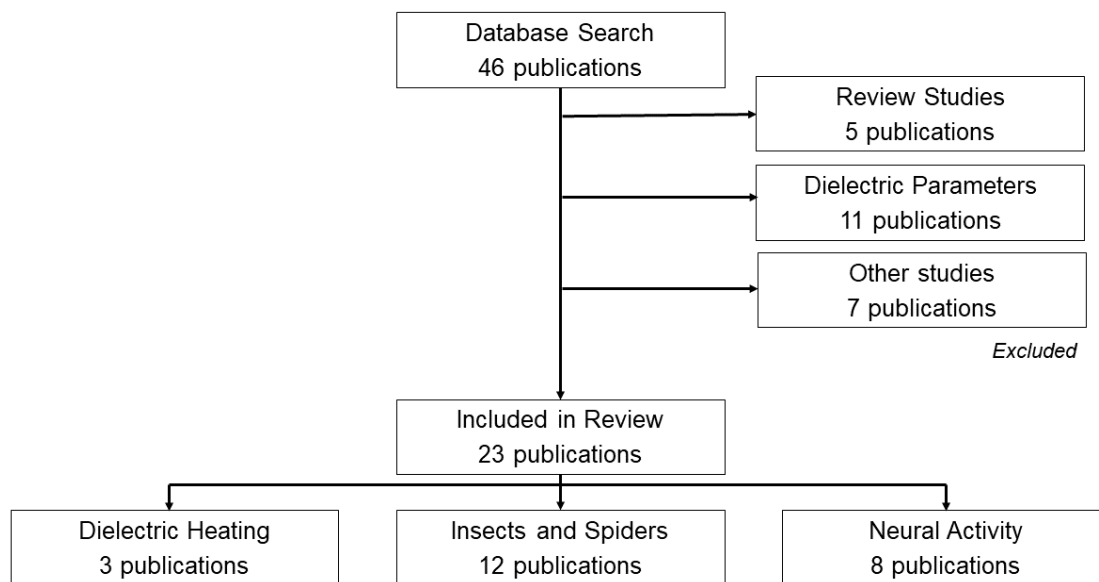 Database Search
46 publications
Review Studies
5 publications
Dielectric Parameters
11 publications
Other studies
7 publications
Excluded
Included in Review
23 publications
Dielectric Heating
3 publications
Insects and Spiders
12 publications
Neural Activity
8 publications